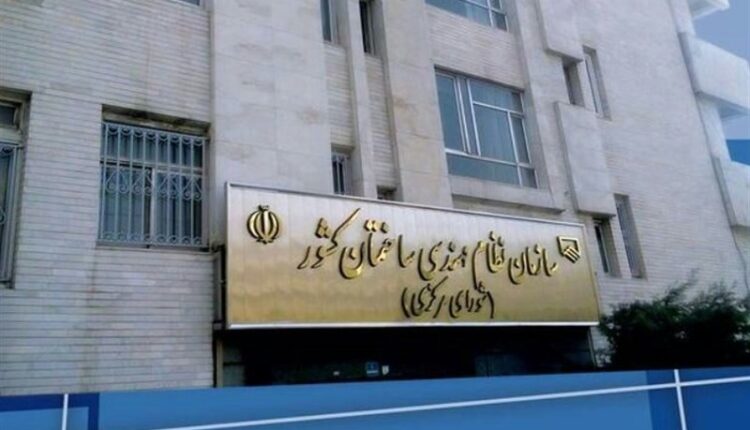 سازمان نظام مهندسی ساختمان کشور
(شورای مرکزی)